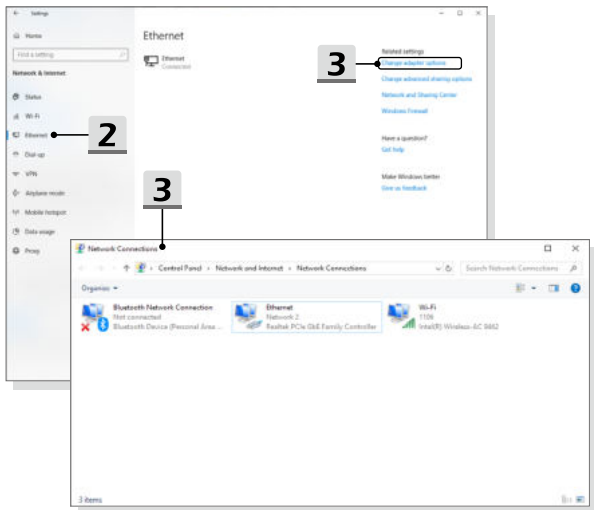 Settings
Home
Find a setting
Network & Internet
Status
Wi-Fi
Ethernet
Dial-up
VPN
Airplane mode
Mobile hotspot
Data usage
Proxy
2
Ethernet
Ethernet
Connected
3
Related settings
Change adapter options
Change advanced sharing options
Network and Sharing Center
Windows Firewall
Have a question?
Get help
Make Windows better
Give us feedback
3
Network Connections
Control Panel › Network and Internet › Network Connections
Search Network Connections
Organize
Bluetooth Network Connection
Not connected
Bluetooth Device (Personal Area ...
Ethernet
Network 2
Realtek PCIe GbE Family Controller
Wi-Fi
1106
Intel(R) Wireless-AC 9462
3 items